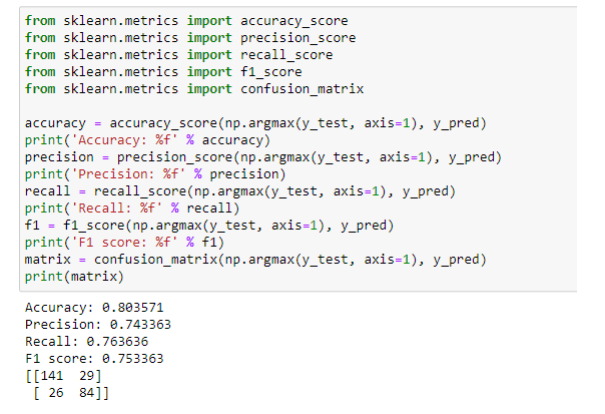 from sklearn.metrics import accuracy_score
from sklearn.metrics import precision_score
from sklearn.metrics import recall_score
from sklearn.metrics import f1_score
from sklearn.metrics import confusion_matrix

accuracy = accuracy_score(np.argmax(y_test, axis=1), y_pred)
print('Accuracy: %f' % accuracy)
precision = precision_score(np.argmax(y_test, axis=1), y_pred)
print('Precision: %f' % precision)
recall = recall_score(np.argmax(y_test, axis=1), y_pred)
print('Recall: %f' % recall)
f1 = f1_score(np.argmax(y_test, axis=1), y_pred)
print('F1 score: %f' % f1)
matrix = confusion_matrix(np.argmax(y_test, axis=1), y_pred)
print(matrix)

Accuracy: 0.803571
Precision: 0.743363
Recall: 0.763636
F1 score: 0.753363
[[141  29]
 [ 26  84]]